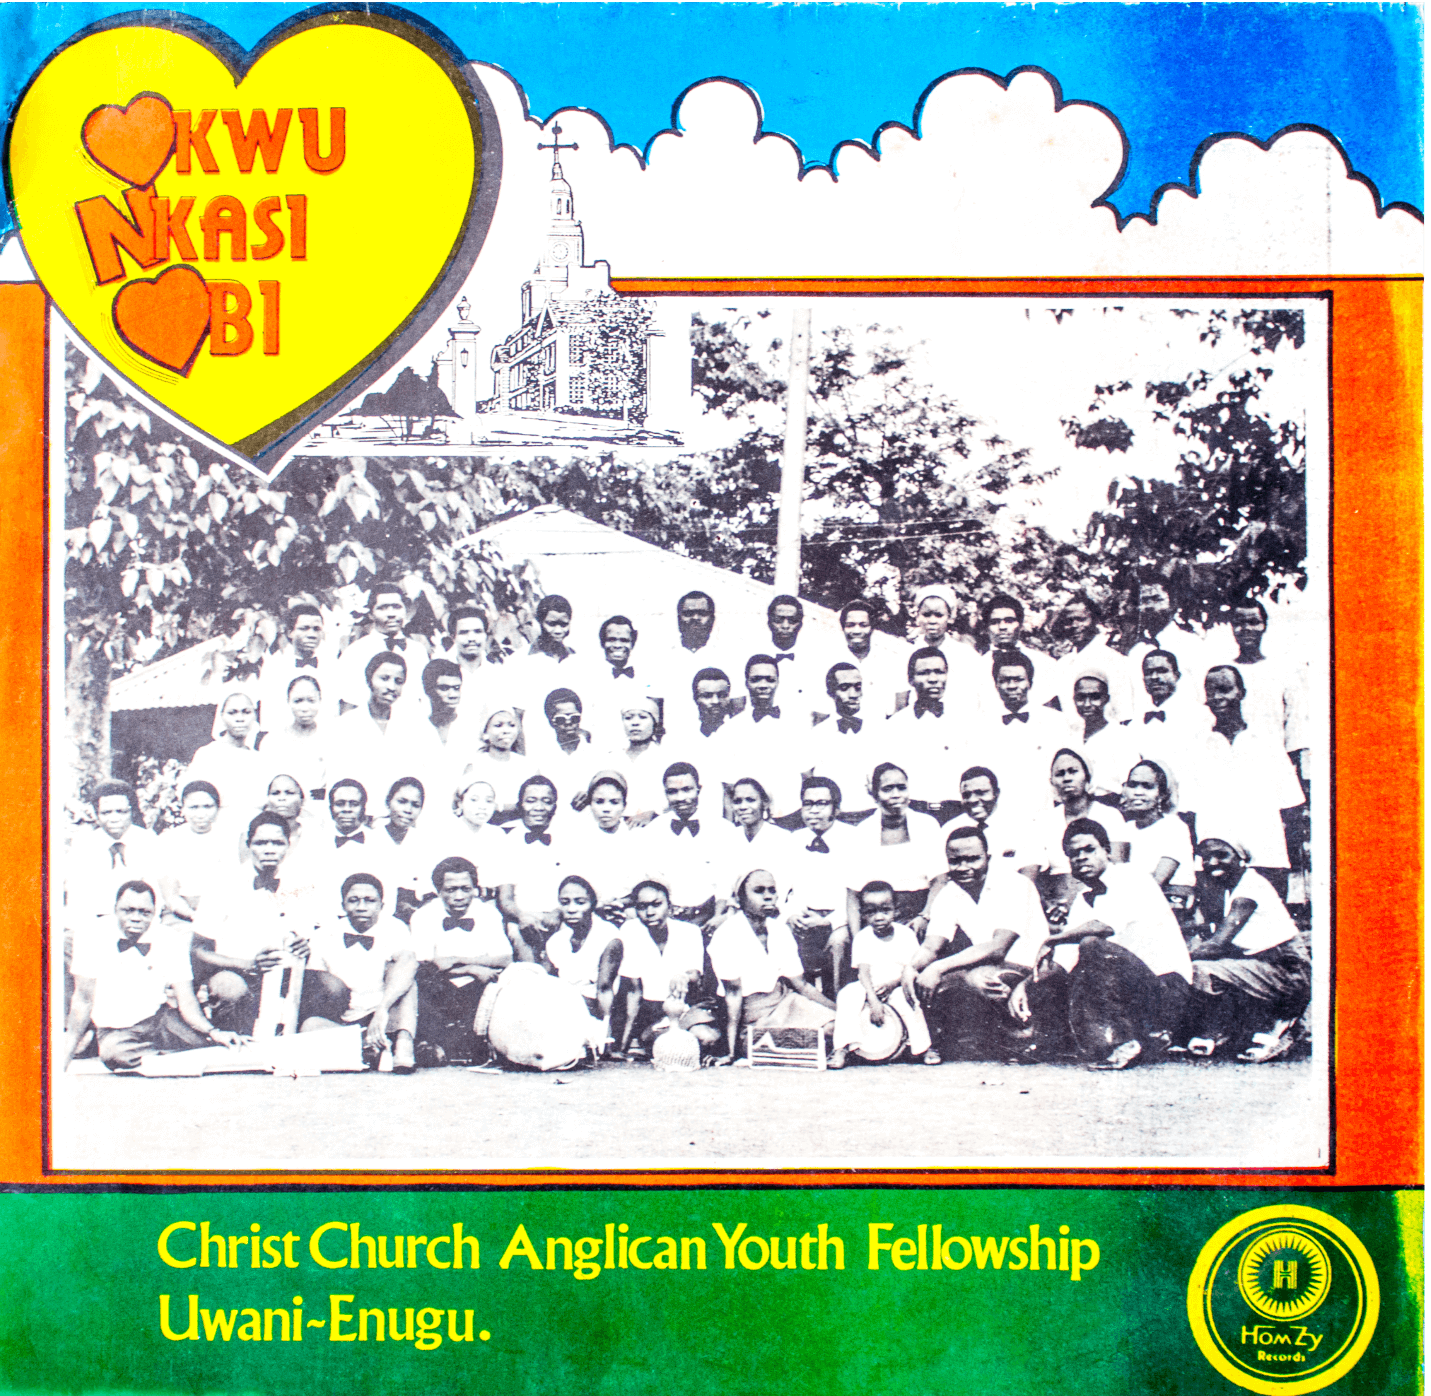 OKWU
NKASI
OBI
Christ Church Anglican Youth Fellowship
Uwani~Enugu.
H
HomZy
Records